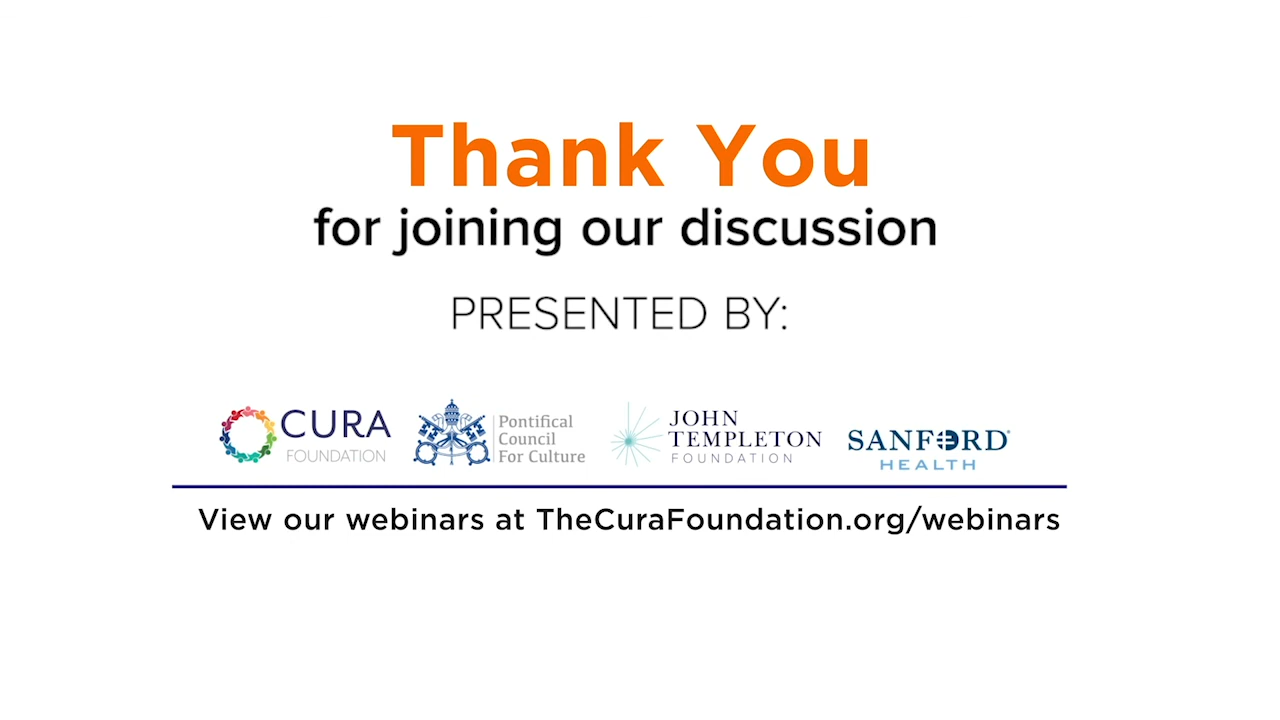 Thank You
for joining our discussion
PRESENTED BY:
CURA
FOUNDATION
Pontifical
Council
For Culture
JOHN
TEMPLETON
FOUNDATION
SANFORD®
HEALTH
View our webinars at TheCuraFoundation.org/webinars